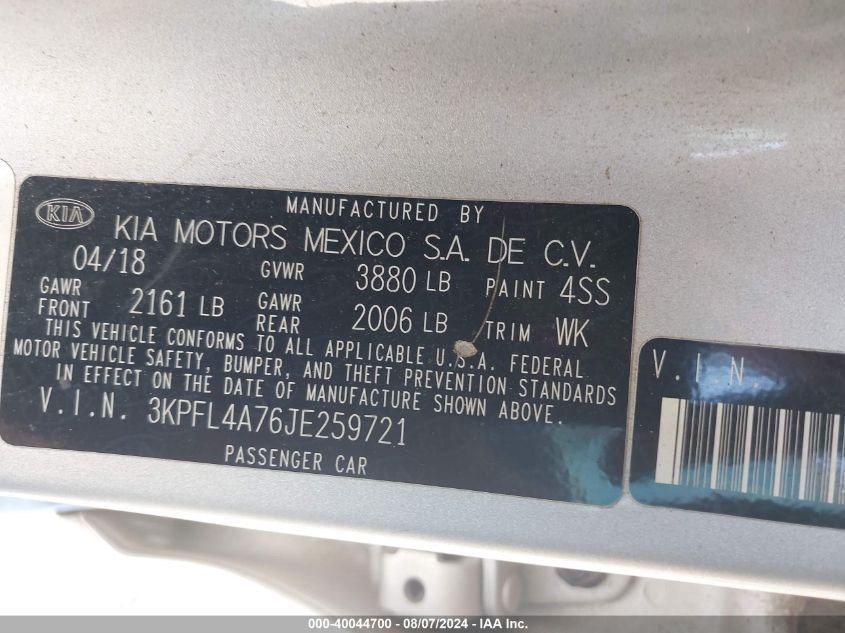 KIA
MANUFACTURED BY
KIA MOTORS MEXICO S.A. DE C.V.
04/18 GVWR 3880 LB PAINT 4SS
GAWR FRONT 2161 LB GAWR REAR 2006 LB TRIM WK
THIS VEHICLE CONFORMS TO ALL APPLICABLE U.S.A. FEDERAL
MOTOR VEHICLE SAFETY, BUMPER, AND THEFT PREVENTION STANDARDS
IN EFFECT ON THE DATE OF MANUFACTURE SHOWN ABOVE.
V.I.N. 3KPFL4A76JE259721
PASSENGER CAR
V.I.N.
000-40044700 - 08/07/2024 - IAAI.COM